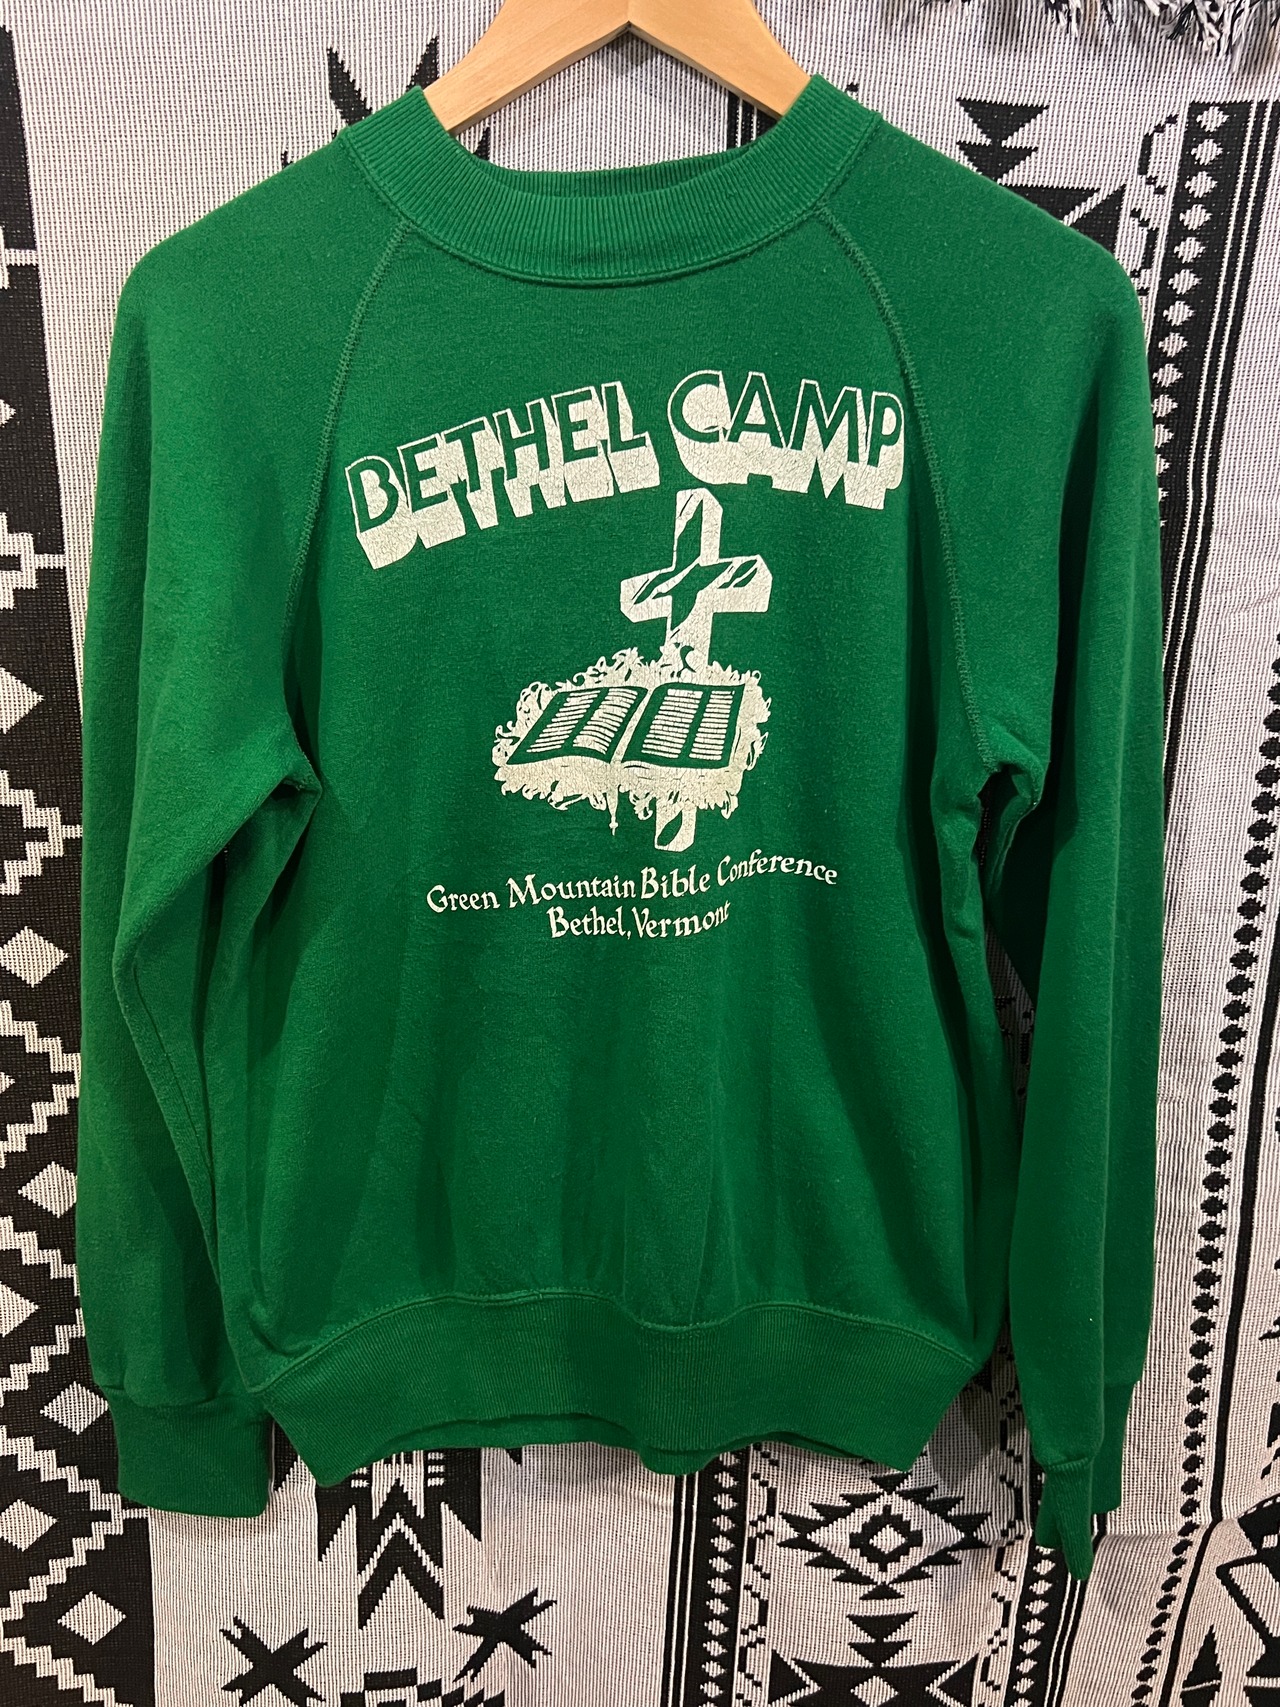 BETHEL CAMP
Green Mountain Bible Conference
Bethel, Vermont